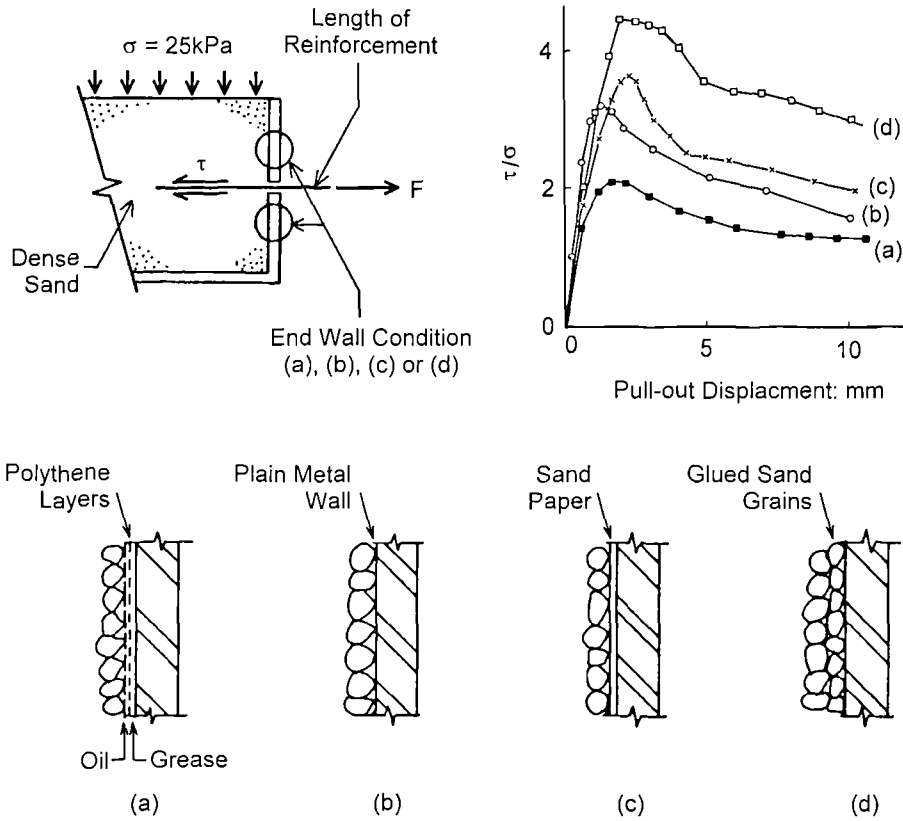 σ = 25kPa
Length of
Reinforcement
τ
F
Dense
Sand
End Wall Condition
(a), (b), (c) or (d)
τ/σ
4
2
0
0
5
10
(d)
(c)
(b)
(a)
Pull-out Displacment: mm
Polythene
Layers
Plain Metal
Wall
Sand
Paper
Glued Sand
Grains
Oil
Grease
(a)
(b)
(c)
(d)